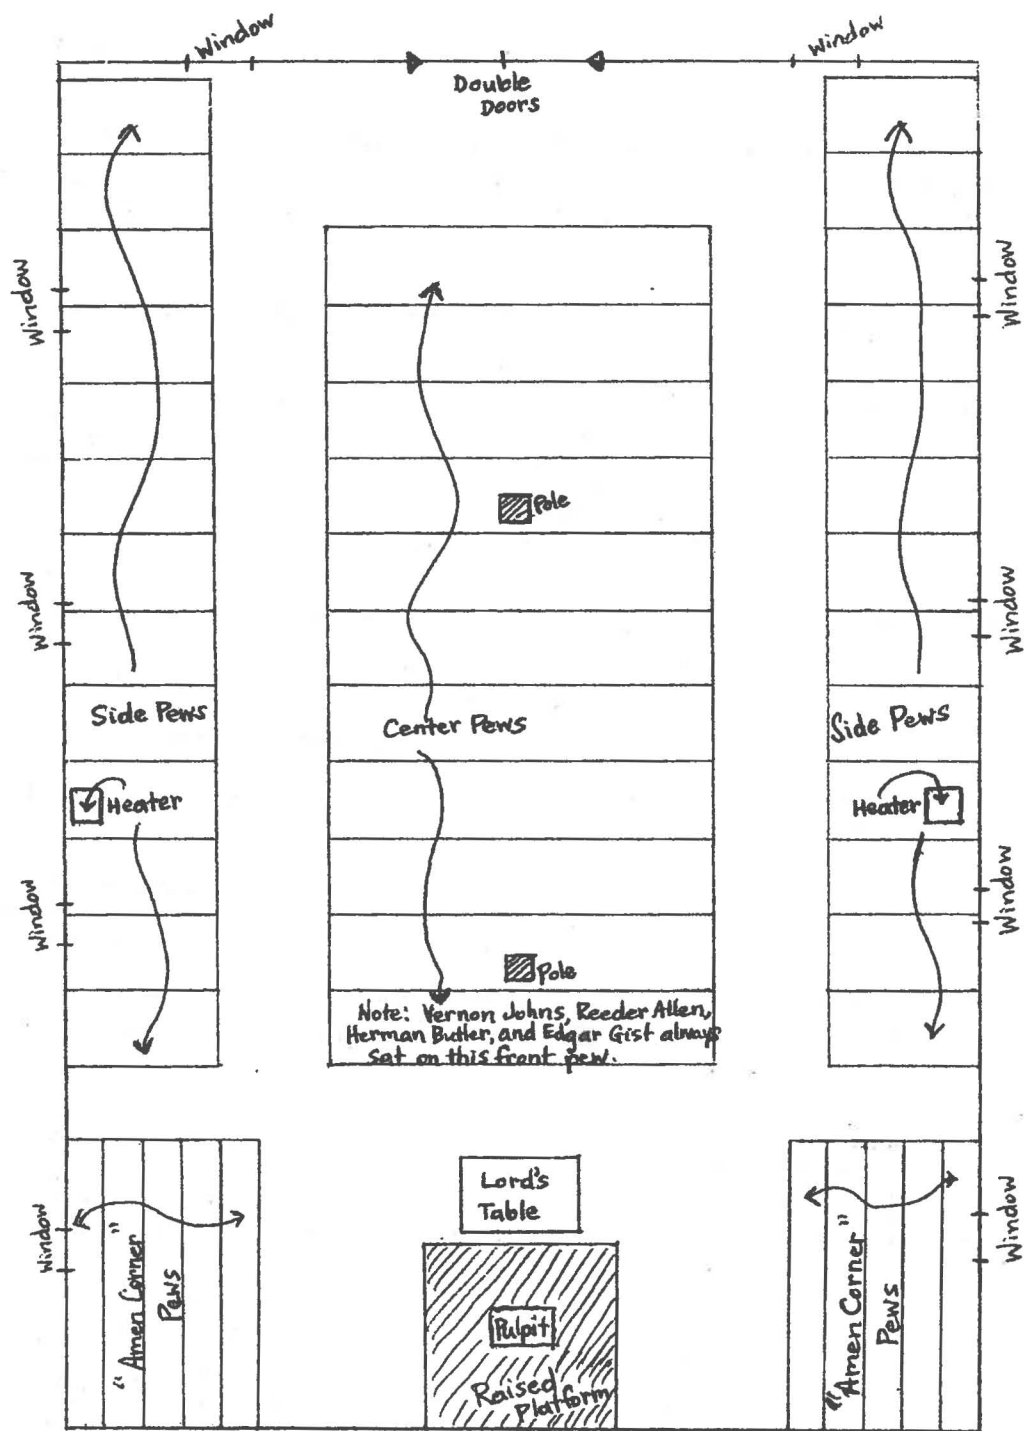 Window
Window
Double
Doors
Window
Window
Pole
Window
Window
Side Pews
Center Pews
Side Pews
Heater
Heater
Window
Window
Pole
Note: Vernon Johns, Reeder Allen,
Herman Butler, and Edgar Gist always
sat on this front pew.
Lord's
Table
Window
Window
"Amen Corner"
Pews
"Amen Corner"
Pews
Pulpit
Raised
Platform